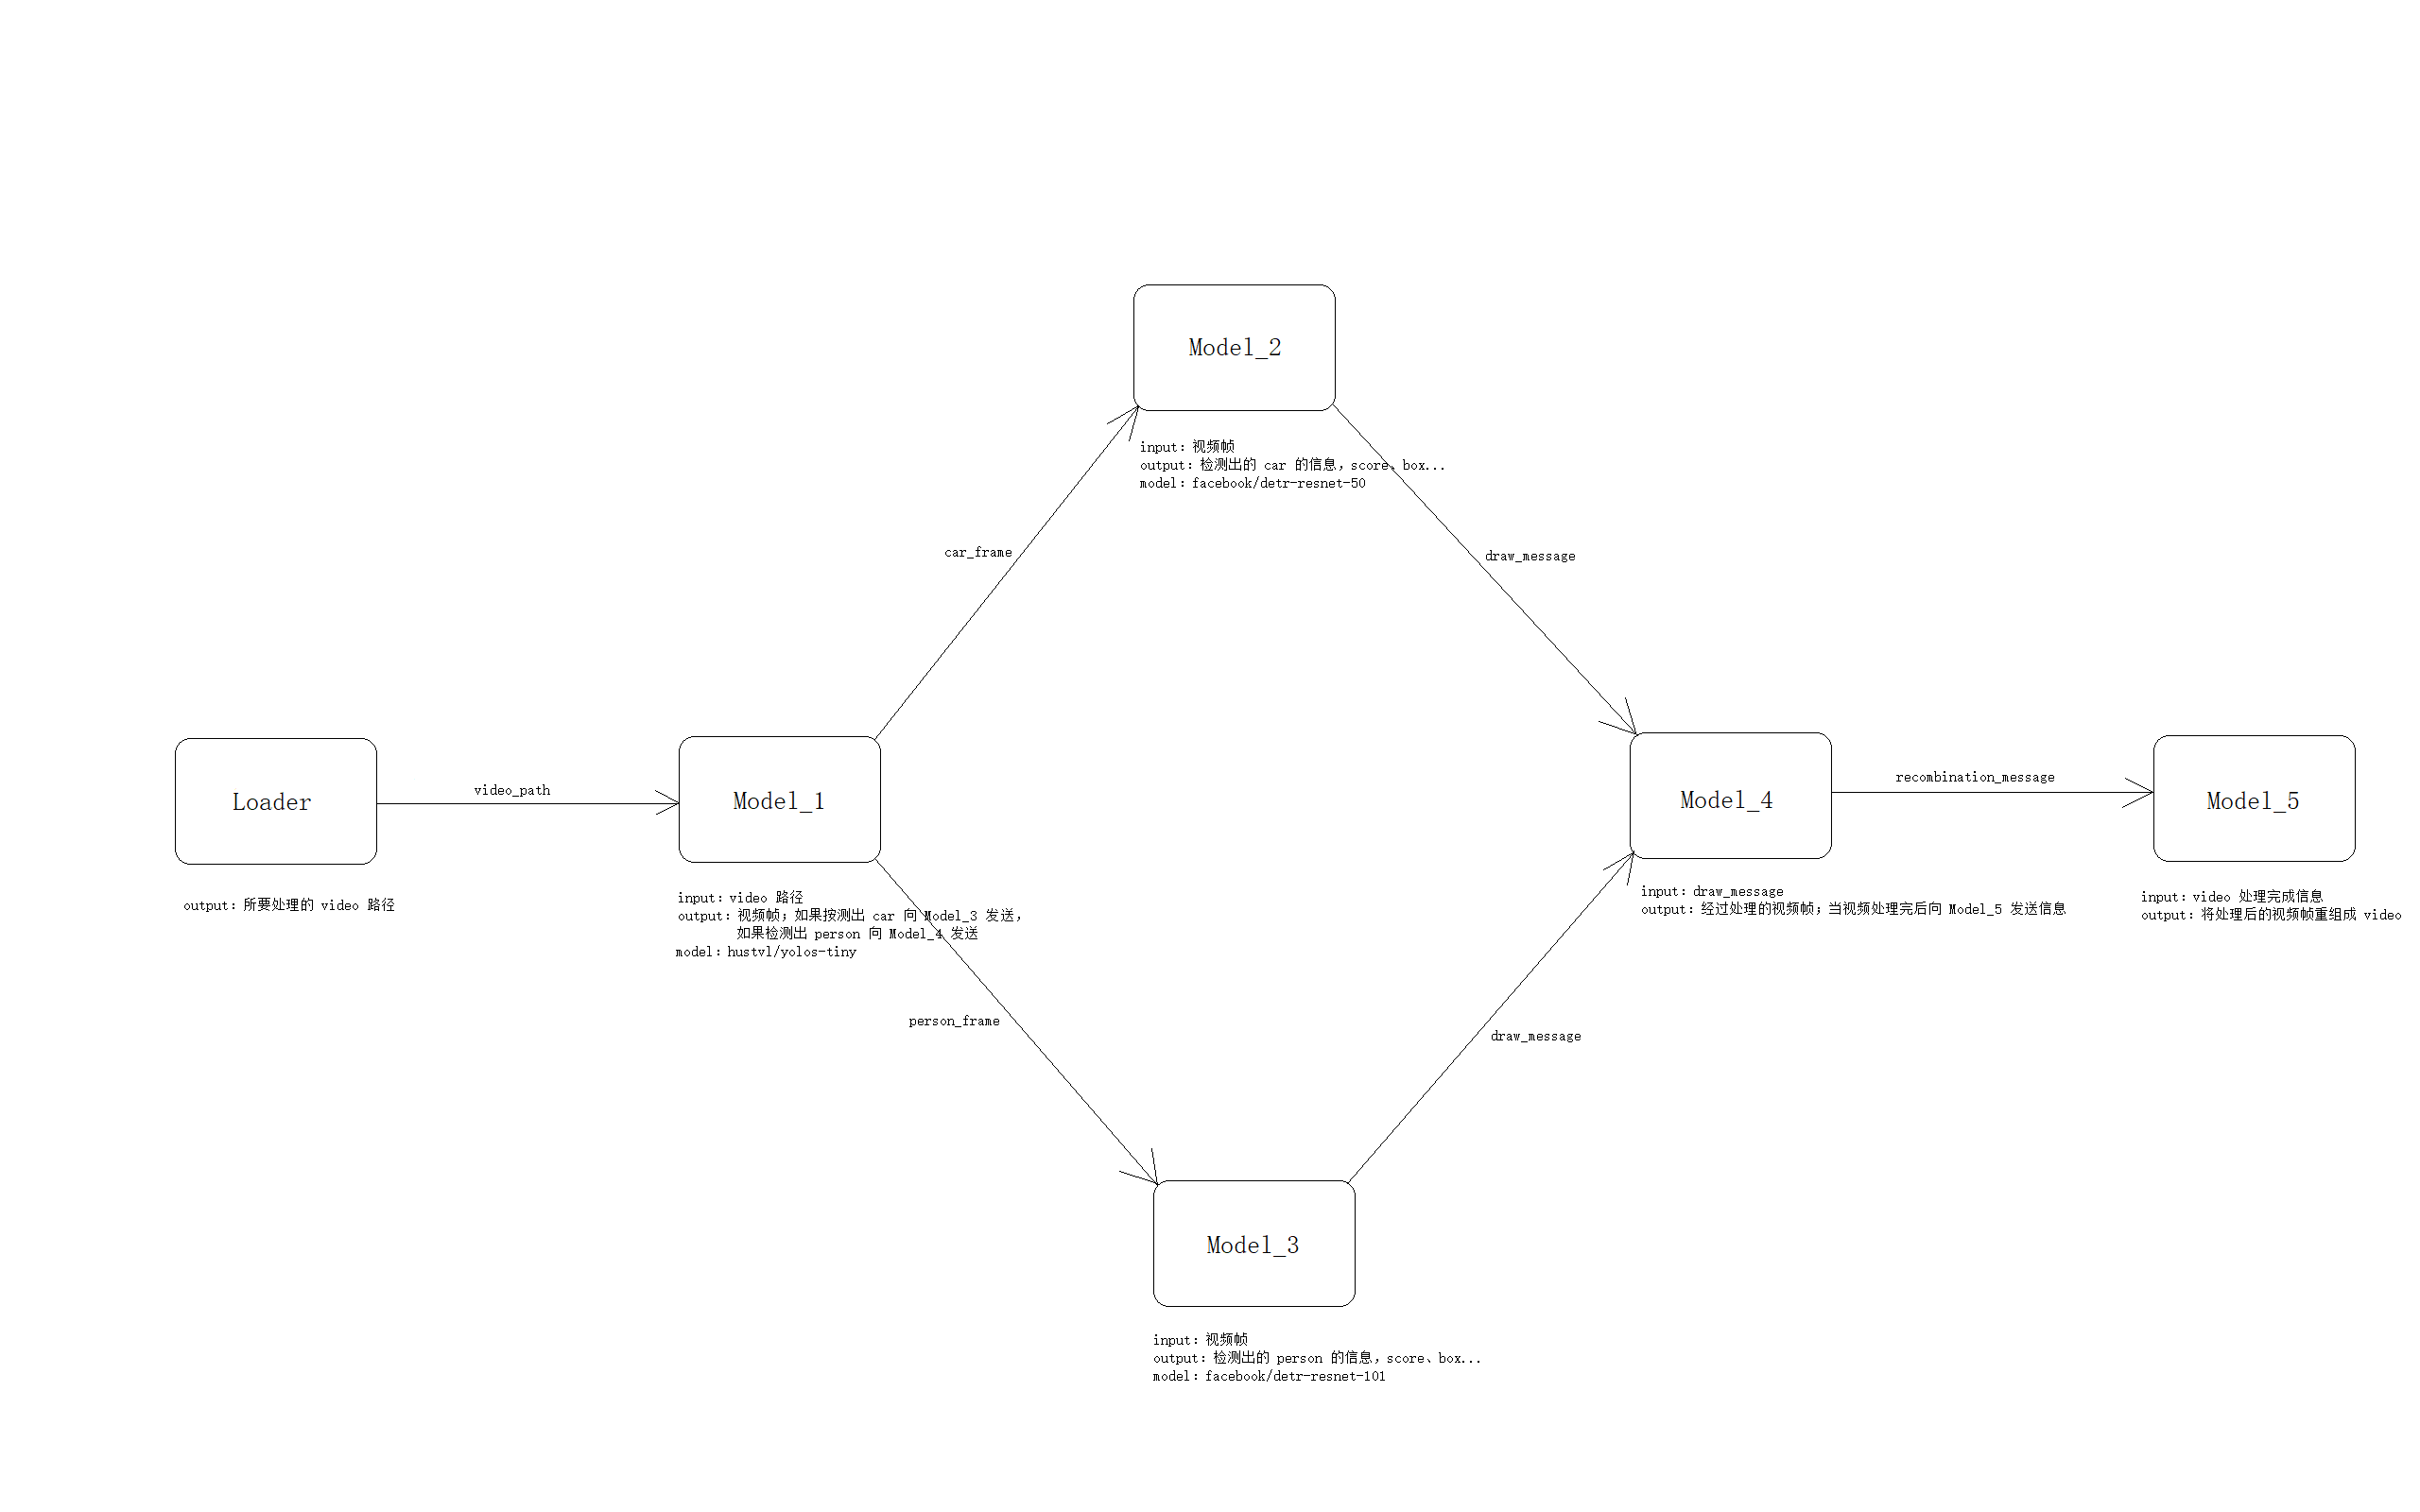 Model_2
input: 视频帧
output: 检测出的 car 的信息，score、box...
model: facebook/detr-resnet-50
car_frame
draw_message
Loader
video_path
Model_1
Model_4
recombination_message
Model_5
output: 所要处理的 video 路径
input: video 路径
output: 视频帧；如果按测出 car 向 Model_3 发送，
如果检测出 person 向 Model_4 发送
model: hustvl/yolos-tiny
input: draw_message
output: 经过处理的视频帧；当视频处理完后向 Model_5 发送信息
input: video 处理完成信息
output: 将处理后的视频帧重组成 video
person_frame
draw_message
Model_3
input: 视频帧
output: 检测出的 person 的信息，score、box...
model: facebook/detr-resnet-101